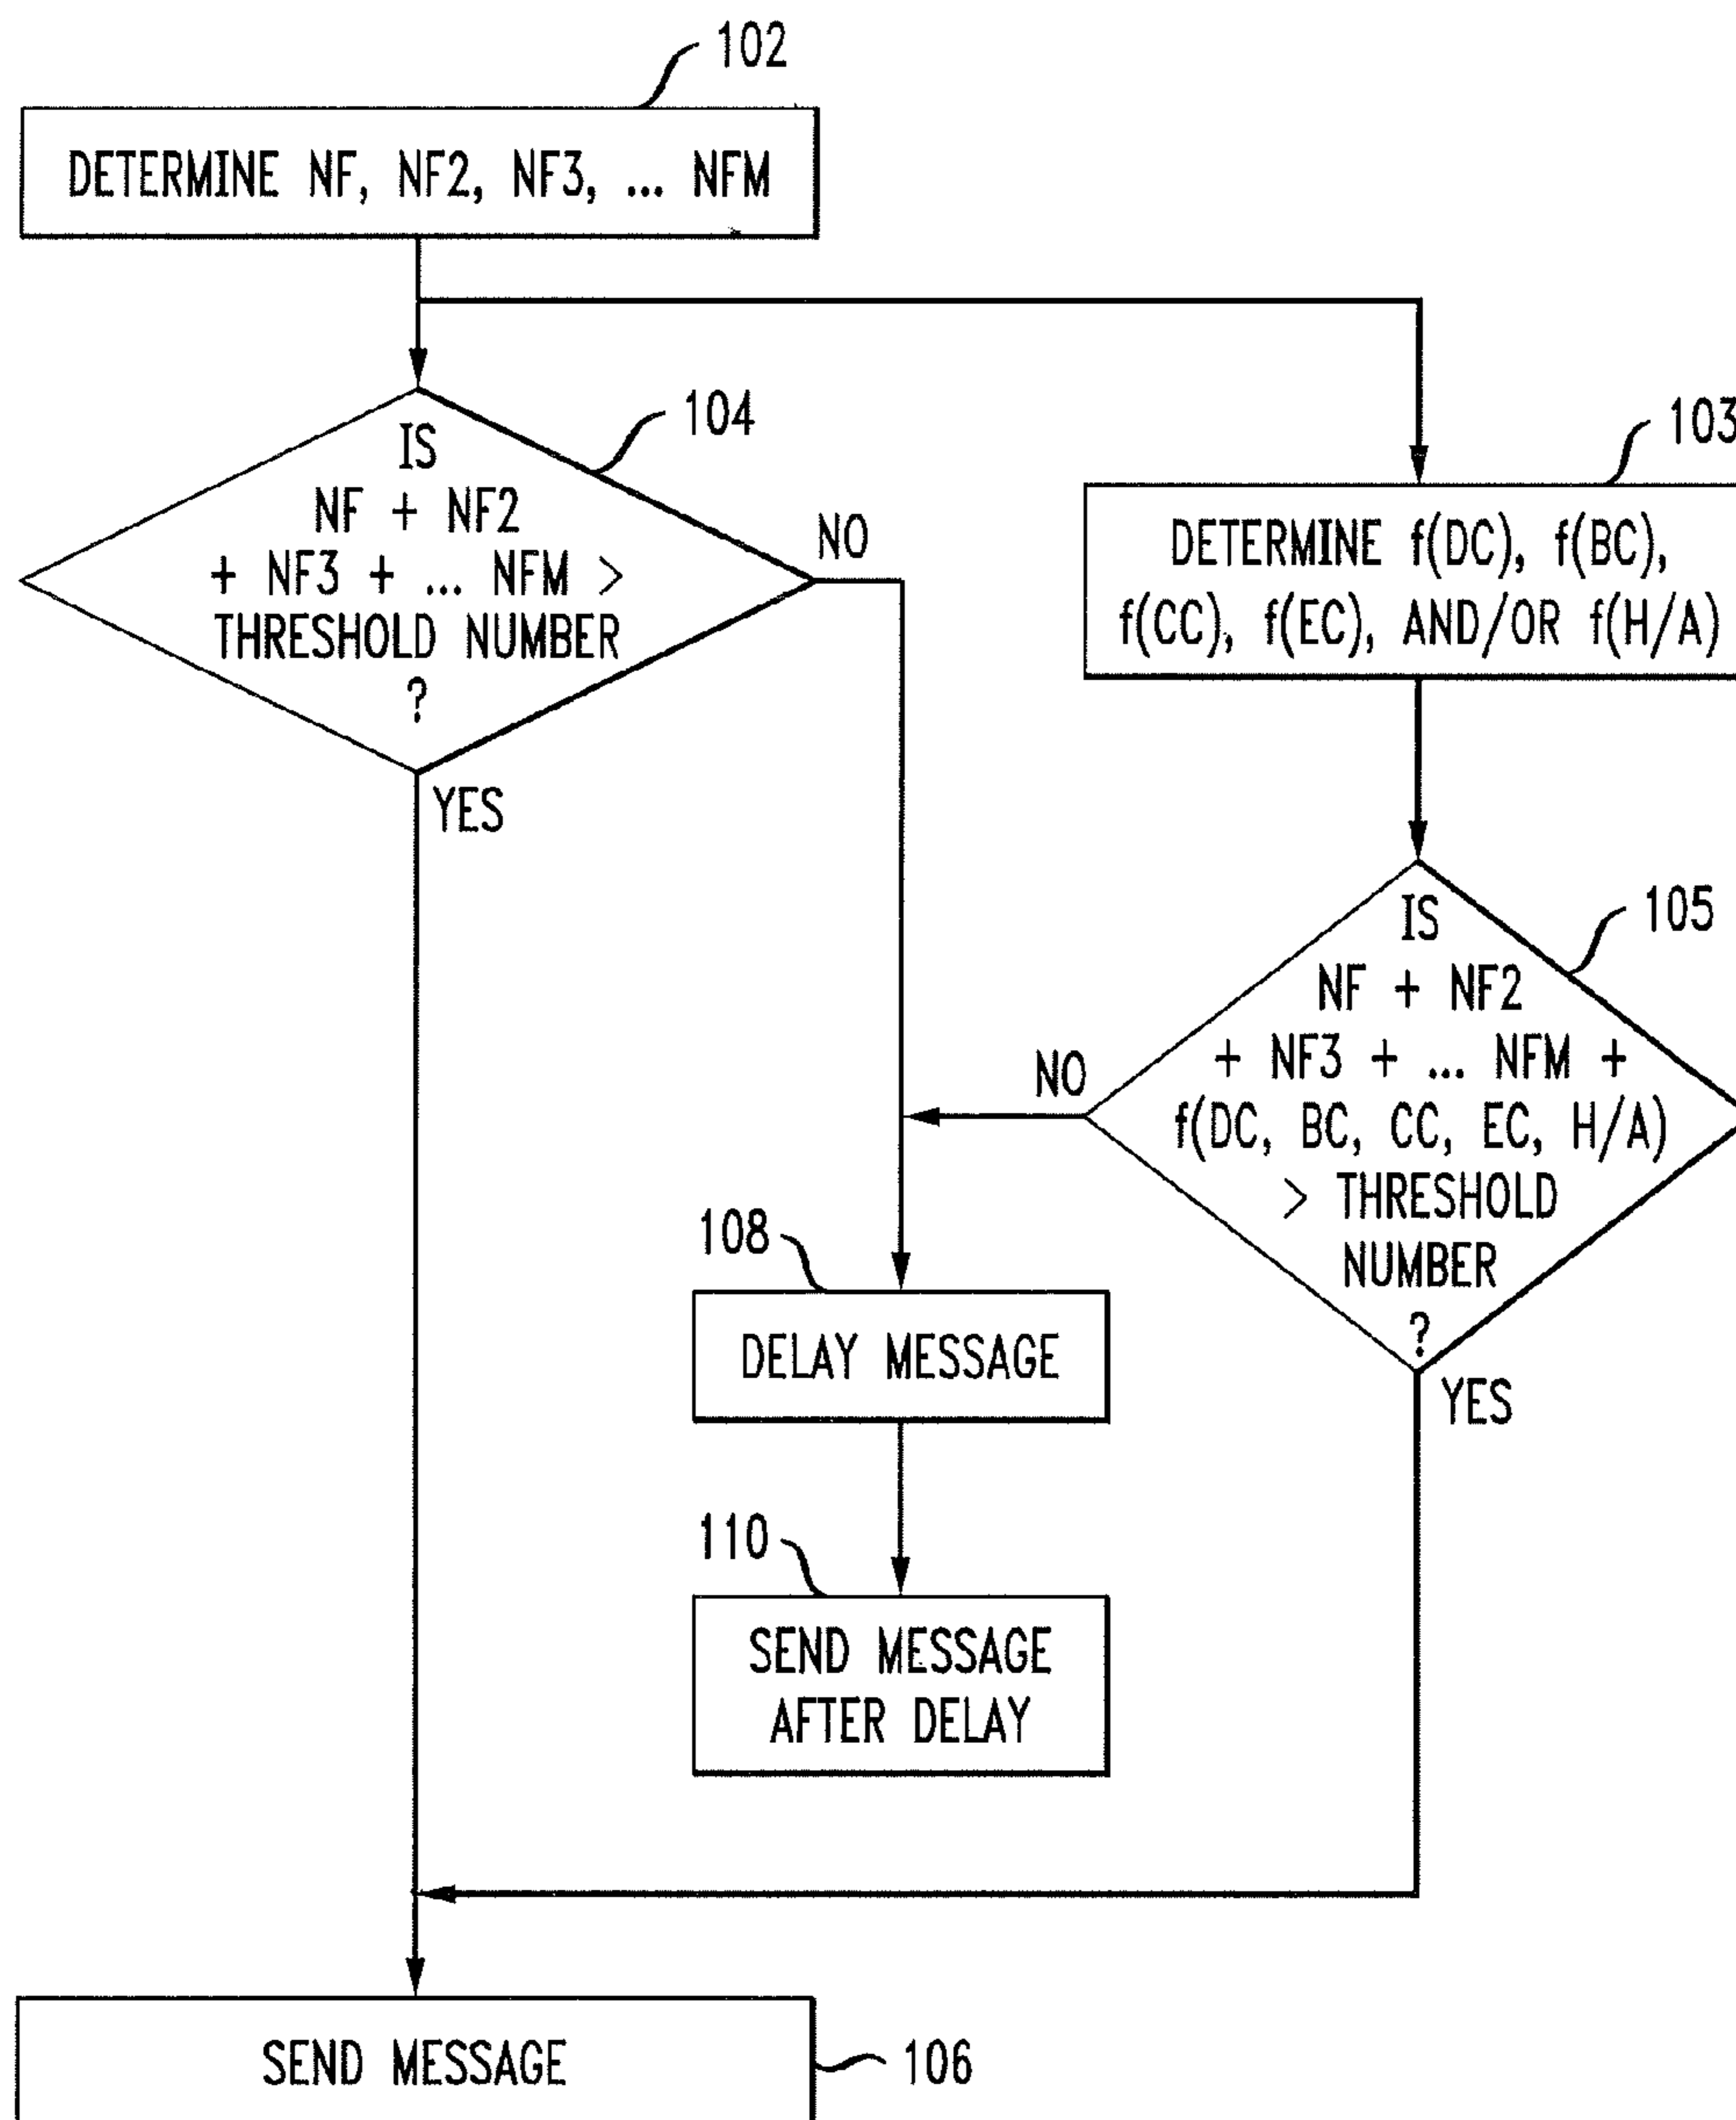 102
DETERMINE NF, NF2, NF3, ... NFM
104
IS
NF + NF2
+ NF3 + ... NFM >
THRESHOLD NUMBER
?
NO
YES
103
DETERMINE f(DC), f(BC),
f(CC), f(EC), AND/OR f(H/A)
105
IS
NF + NF2
+ NF3 + ... NFM +
f(DC, BC, CC, EC, H/A)
> THRESHOLD
NUMBER
?
NO
YES
108
DELAY MESSAGE
110
SEND MESSAGE
AFTER DELAY
SEND MESSAGE
106